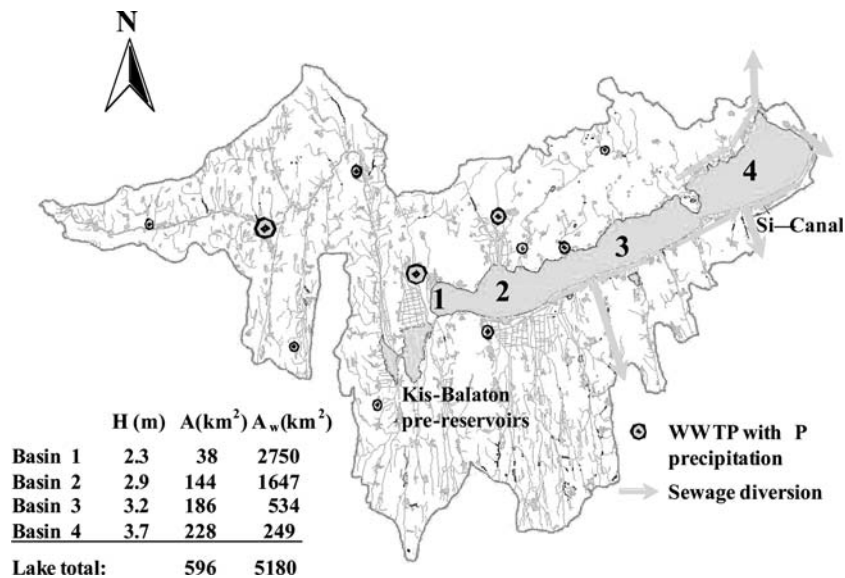 N
4
Si–Canal
3
2
1
Kis-Balaton
pre-reservoirs
H (m) A(km²) A w(km²)
Basin 1 2.3 38 2750
Basin 2 2.9 144 1647
Basin 3 3.2 186 534
Basin 4 3.7 228 249
Lake total: 596 5180
WWTP with P
precipitation
Sewage diversion